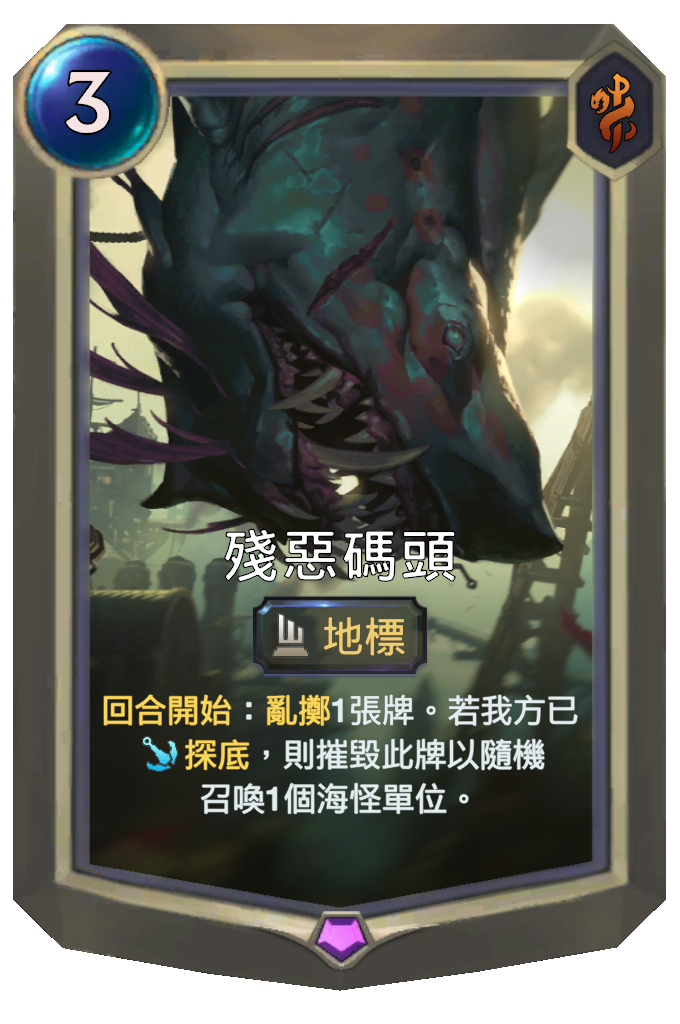 3
殘惡碼頭
地標
回合開始：亂擲1張牌。若我方已
探底，則摧毀此牌以隨機
召喚1個海怪單位。